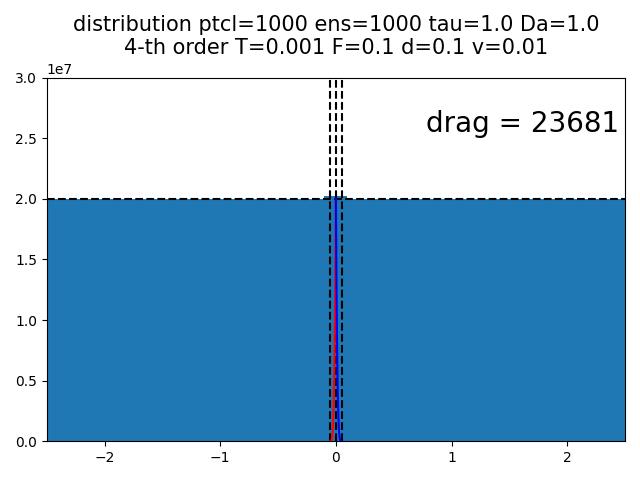 distribution ptcl=1000 ens=1000 tau=1.0 Da=1.0
4-th order T=0.001 F=0.1 d=0.1 v=0.01
1e7
3.0
drag = 23681
2.5
2.0
1.5
1.0
0.5
0.0
−2 −1 0 1 2